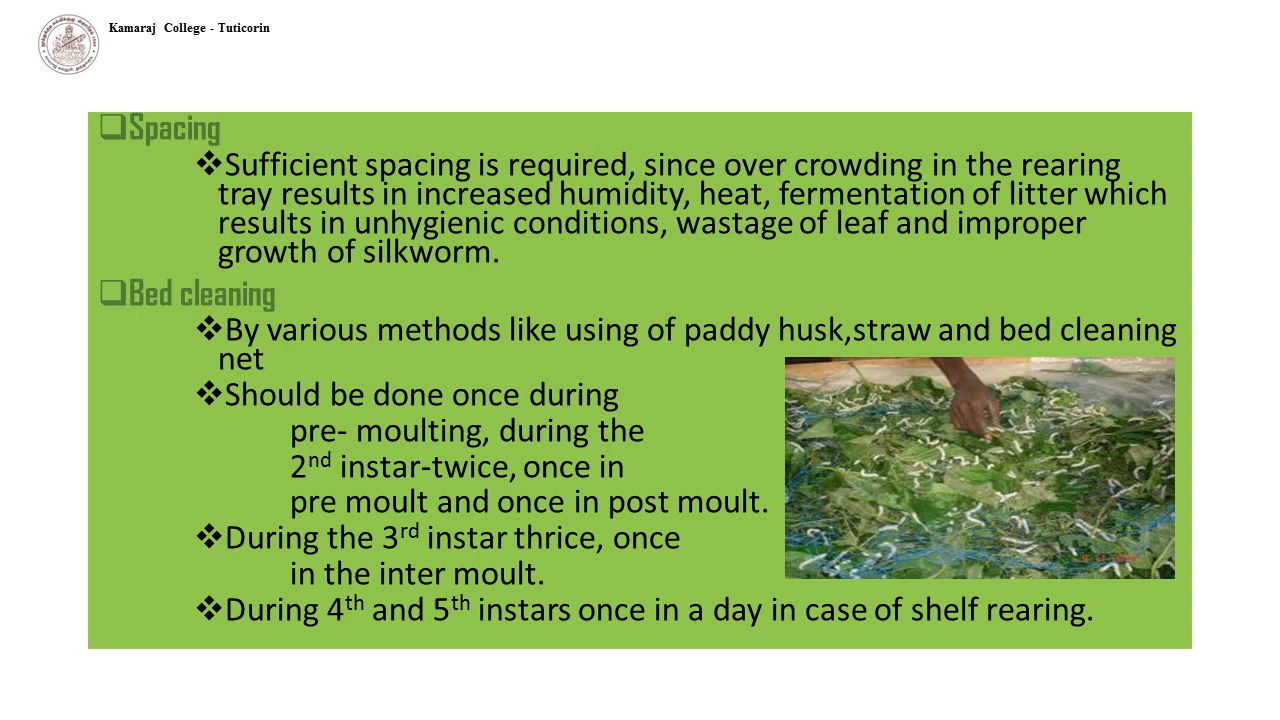 Kamaraj College - Tuticorin
❑Spacing
❖Sufficient spacing is required, since over crowding in the rearing
tray results in increased humidity, heat, fermentation of litter which
results in unhygienic conditions, wastage of leaf and improper
growth of silkworm.
❑Bed cleaning
❖By various methods like using of paddy husk,straw and bed cleaning
net
❖Should be done once during
pre- moulting, during the
2nd instar-twice, once in
pre moult and once in post moult.
❖During the 3rd instar thrice, once
in the inter moult.
❖During 4th and 5th instars once in a day in case of shelf rearing.